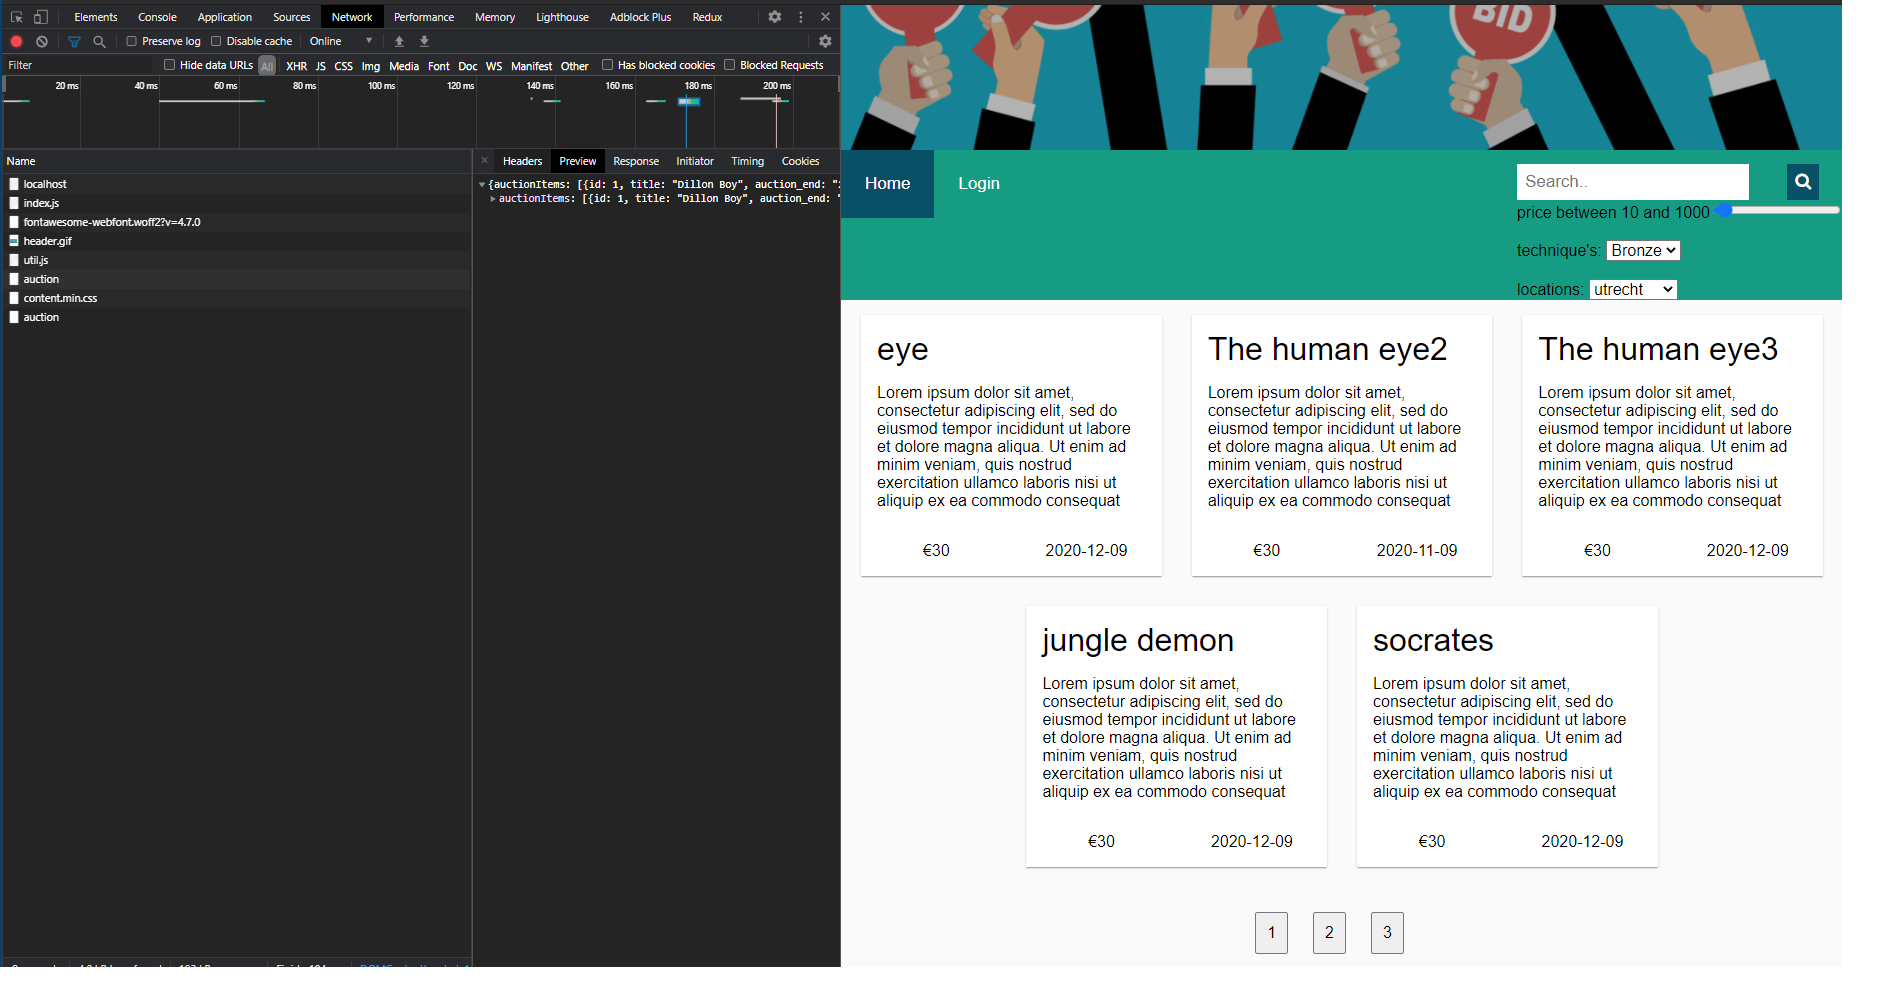 Elements Console Application Sources Network Performance Memory Lighthouse Adblock Plus Redux
Preserve log Disable cache Online
Filter Hide data URLs All XHR JS CSS Img Media Font Doc WS Manifest Other Has blocked cookies Blocked Requests
20 ms 40 ms 60 ms 80 ms 100 ms 120 ms 140 ms 160 ms 180 ms 200 ms
Name
localhost
index.js
fontawesome-webfont.woff2?v=4.7.0
header.gif
util.js
auction
content.min.css
auction
Headers Preview Response Initiator Timing Cookies
{auctionItems: [{id: 1, title: "Dillon Boy", auction_end: "
auctionItems: [{id: 1, title: "Dillon Boy", auction_end: "
BID
Home Login
Search..
price between 10 and 1000
technique's: Bronze
locations: utrecht
eye
Lorem ipsum dolor sit amet,
consectetur adipiscing elit, sed do
eiusmod tempor incididunt ut labore
et dolore magna aliqua. Ut enim ad
minim veniam, quis nostrud
exercitation ullamco laboris nisi ut
aliquip ex ea commodo consequat
€30 2020-12-09
The human eye2
Lorem ipsum dolor sit amet,
consectetur adipiscing elit, sed do
eiusmod tempor incididunt ut labore
et dolore magna aliqua. Ut enim ad
minim veniam, quis nostrud
exercitation ullamco laboris nisi ut
aliquip ex ea commodo consequat
€30 2020-11-09
The human eye3
Lorem ipsum dolor sit amet,
consectetur adipiscing elit, sed do
eiusmod tempor incididunt ut labore
et dolore magna aliqua. Ut enim ad
minim veniam, quis nostrud
exercitation ullamco laboris nisi ut
aliquip ex ea commodo consequat
€30 2020-12-09
jungle demon
Lorem ipsum dolor sit amet,
consectetur adipiscing elit, sed do
eiusmod tempor incididunt ut labore
et dolore magna aliqua. Ut enim ad
minim veniam, quis nostrud
exercitation ullamco laboris nisi ut
aliquip ex ea commodo consequat
€30 2020-12-09
socrates
Lorem ipsum dolor sit amet,
consectetur adipiscing elit, sed do
eiusmod tempor incididunt ut labore
et dolore magna aliqua. Ut enim ad
minim veniam, quis nostrud
exercitation ullamco laboris nisi ut
aliquip ex ea commodo consequat
€30 2020-12-09
1 2 3